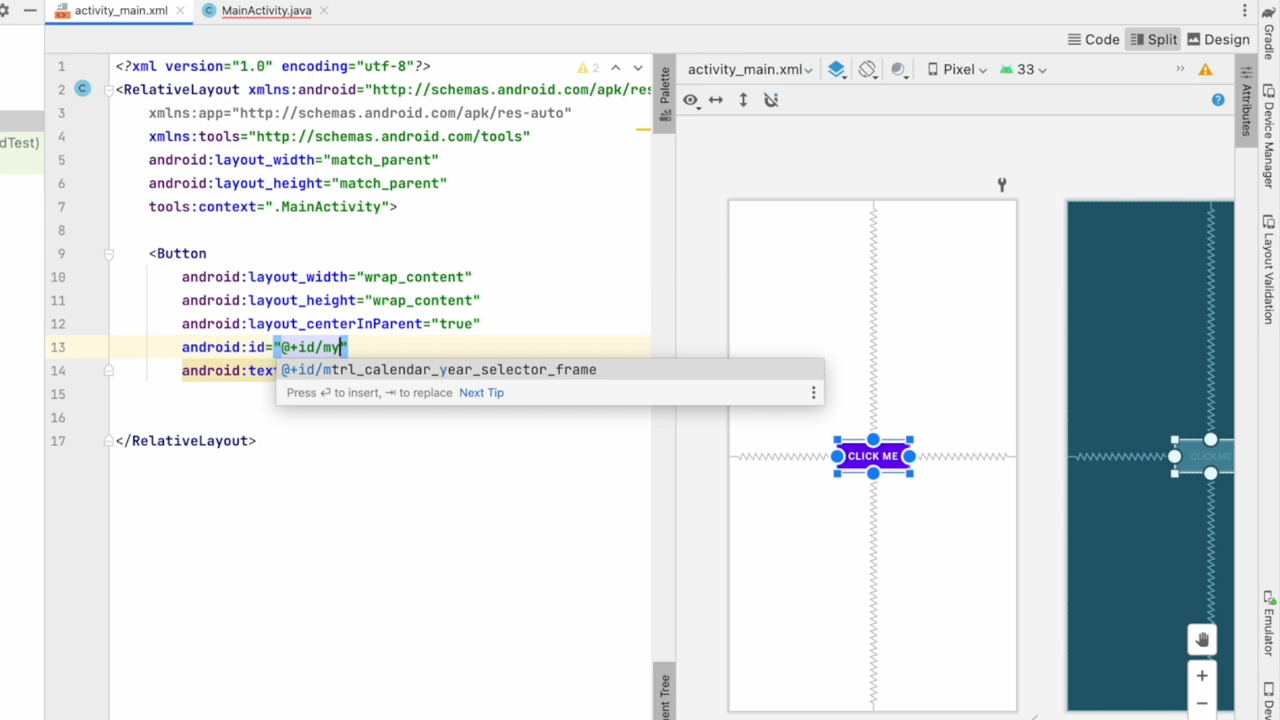 activity_main.xml
MainActivity.java
Code
Split
Design
1 <?xml version="1.0" encoding="utf-8"?>
2
2 <RelativeLayout xmlns:android="http://schemas.android.com/apk/res
3 xmlns:app="http://schemas.android.com/apk/res-auto"
4 xmlns:tools="http://schemas.android.com/tools"
5 android:layout_width="match_parent"
6 android:layout_height="match_parent"
7 tools:context=".MainActivity">
8
9 <Button
10 android:layout_width="wrap_content"
11 android:layout_height="wrap_content"
12 android:layout_centerInParent="true"
13 android:id="@+id/my"
14 android:text
@+id/mtrl_calendar_year_selector_frame
Press ↵ to insert, ⇥ to replace Next Tip
15
16
17 </RelativeLayout>
dTest)
Palette
activity_main.xml
Pixel
33
CLICK ME
CLICK ME
Attributes
Gradle
Device Manager
Layout Validation
Emulator